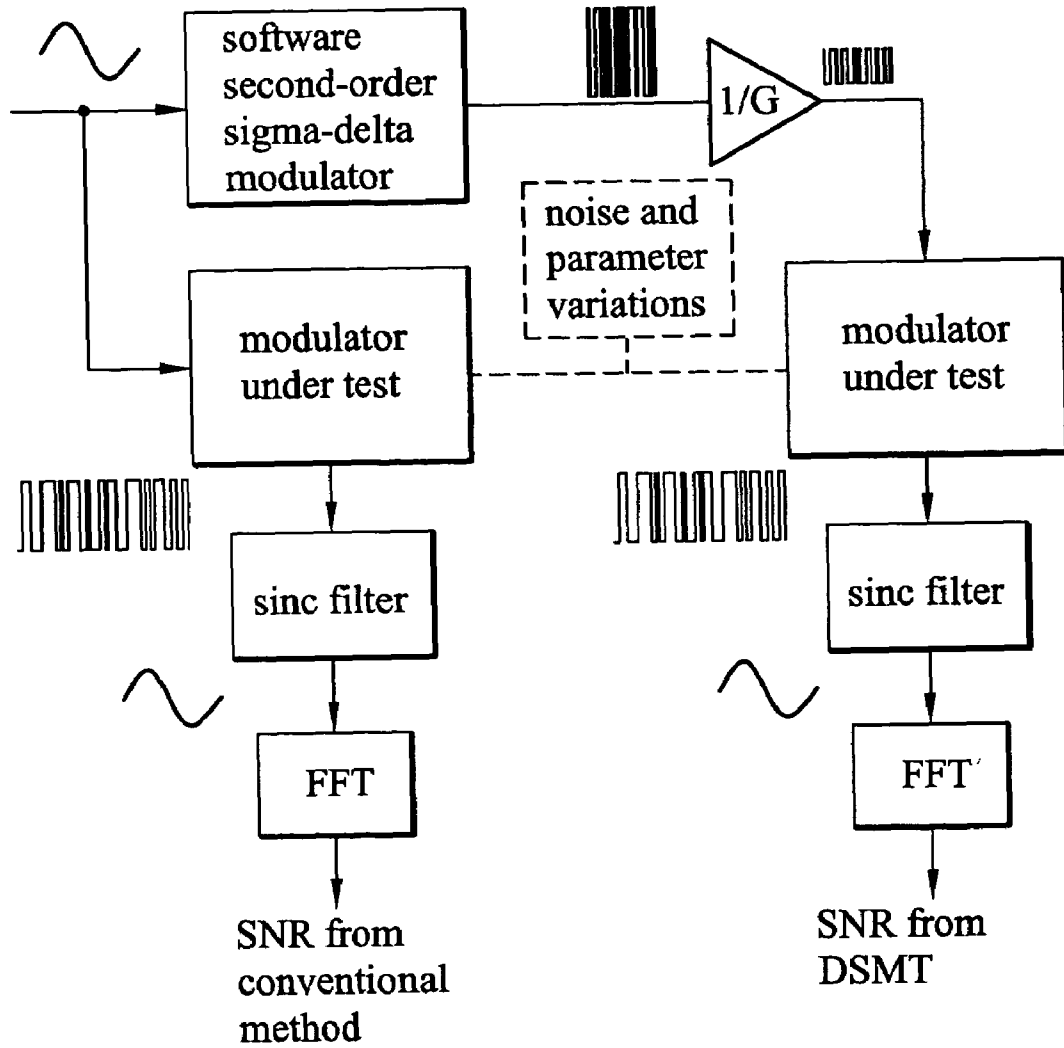 software
second-order
sigma-delta
modulator
1/G
noise and
parameter
variations
modulator
under test
modulator
under test
sinc filter
sinc filter
FFT
FFT
SNR from
conventional
method
SNR from
DSMT